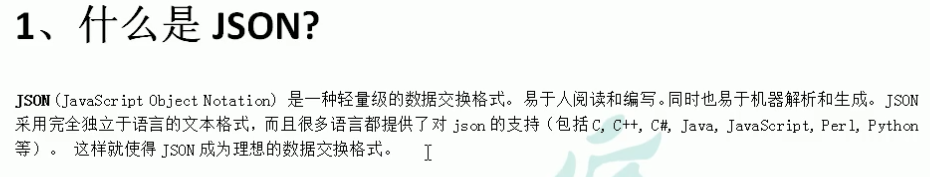 1、什么是 JSON?
JSON (JavaScript Object Notation) 是一种轻量级的数据交换格式。易于人阅读和编写。同时也易于机器解析和生成。JSON
采用完全独立于语言的文本格式，而且很多语言都提供了对 json 的支持（包括 C, C++, C#, Java, JavaScript, Perl, Python
等）。 这样就使得 JSON 成为理想的数据交换格式。